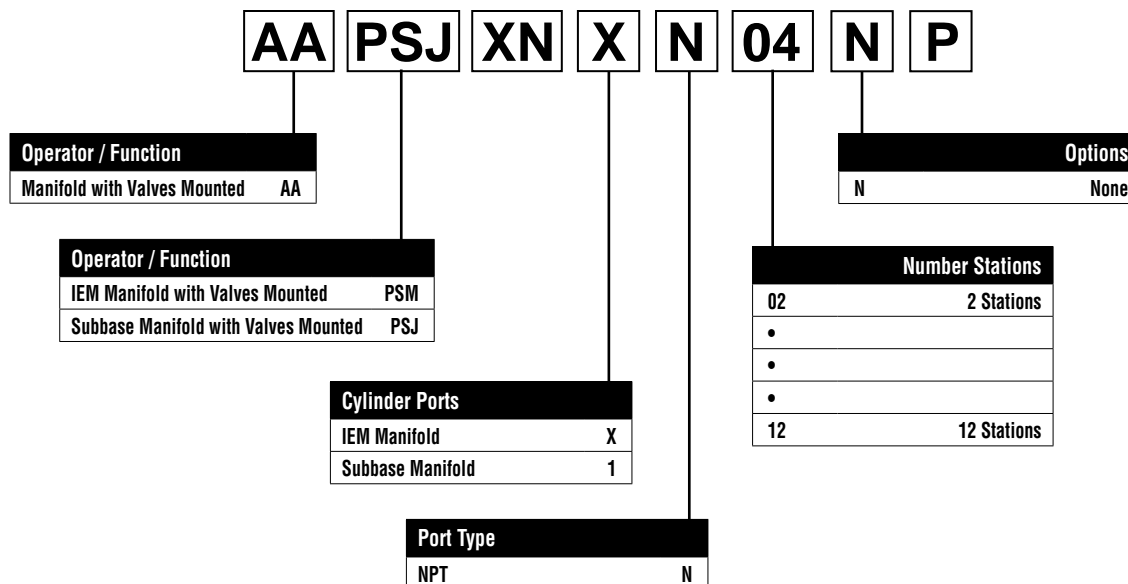 AA PSJ XN X N 04 N P
Operator / Function
Manifold with Valves Mounted AA
Options
N None
Operator / Function
IEM Manifold with Valves Mounted PSM
Subbase Manifold with Valves Mounted PSJ
Number Stations
02 2 Stations
•
•
•
12 12 Stations
Cylinder Ports
IEM Manifold X
Subbase Manifold 1
Port Type
NPT N